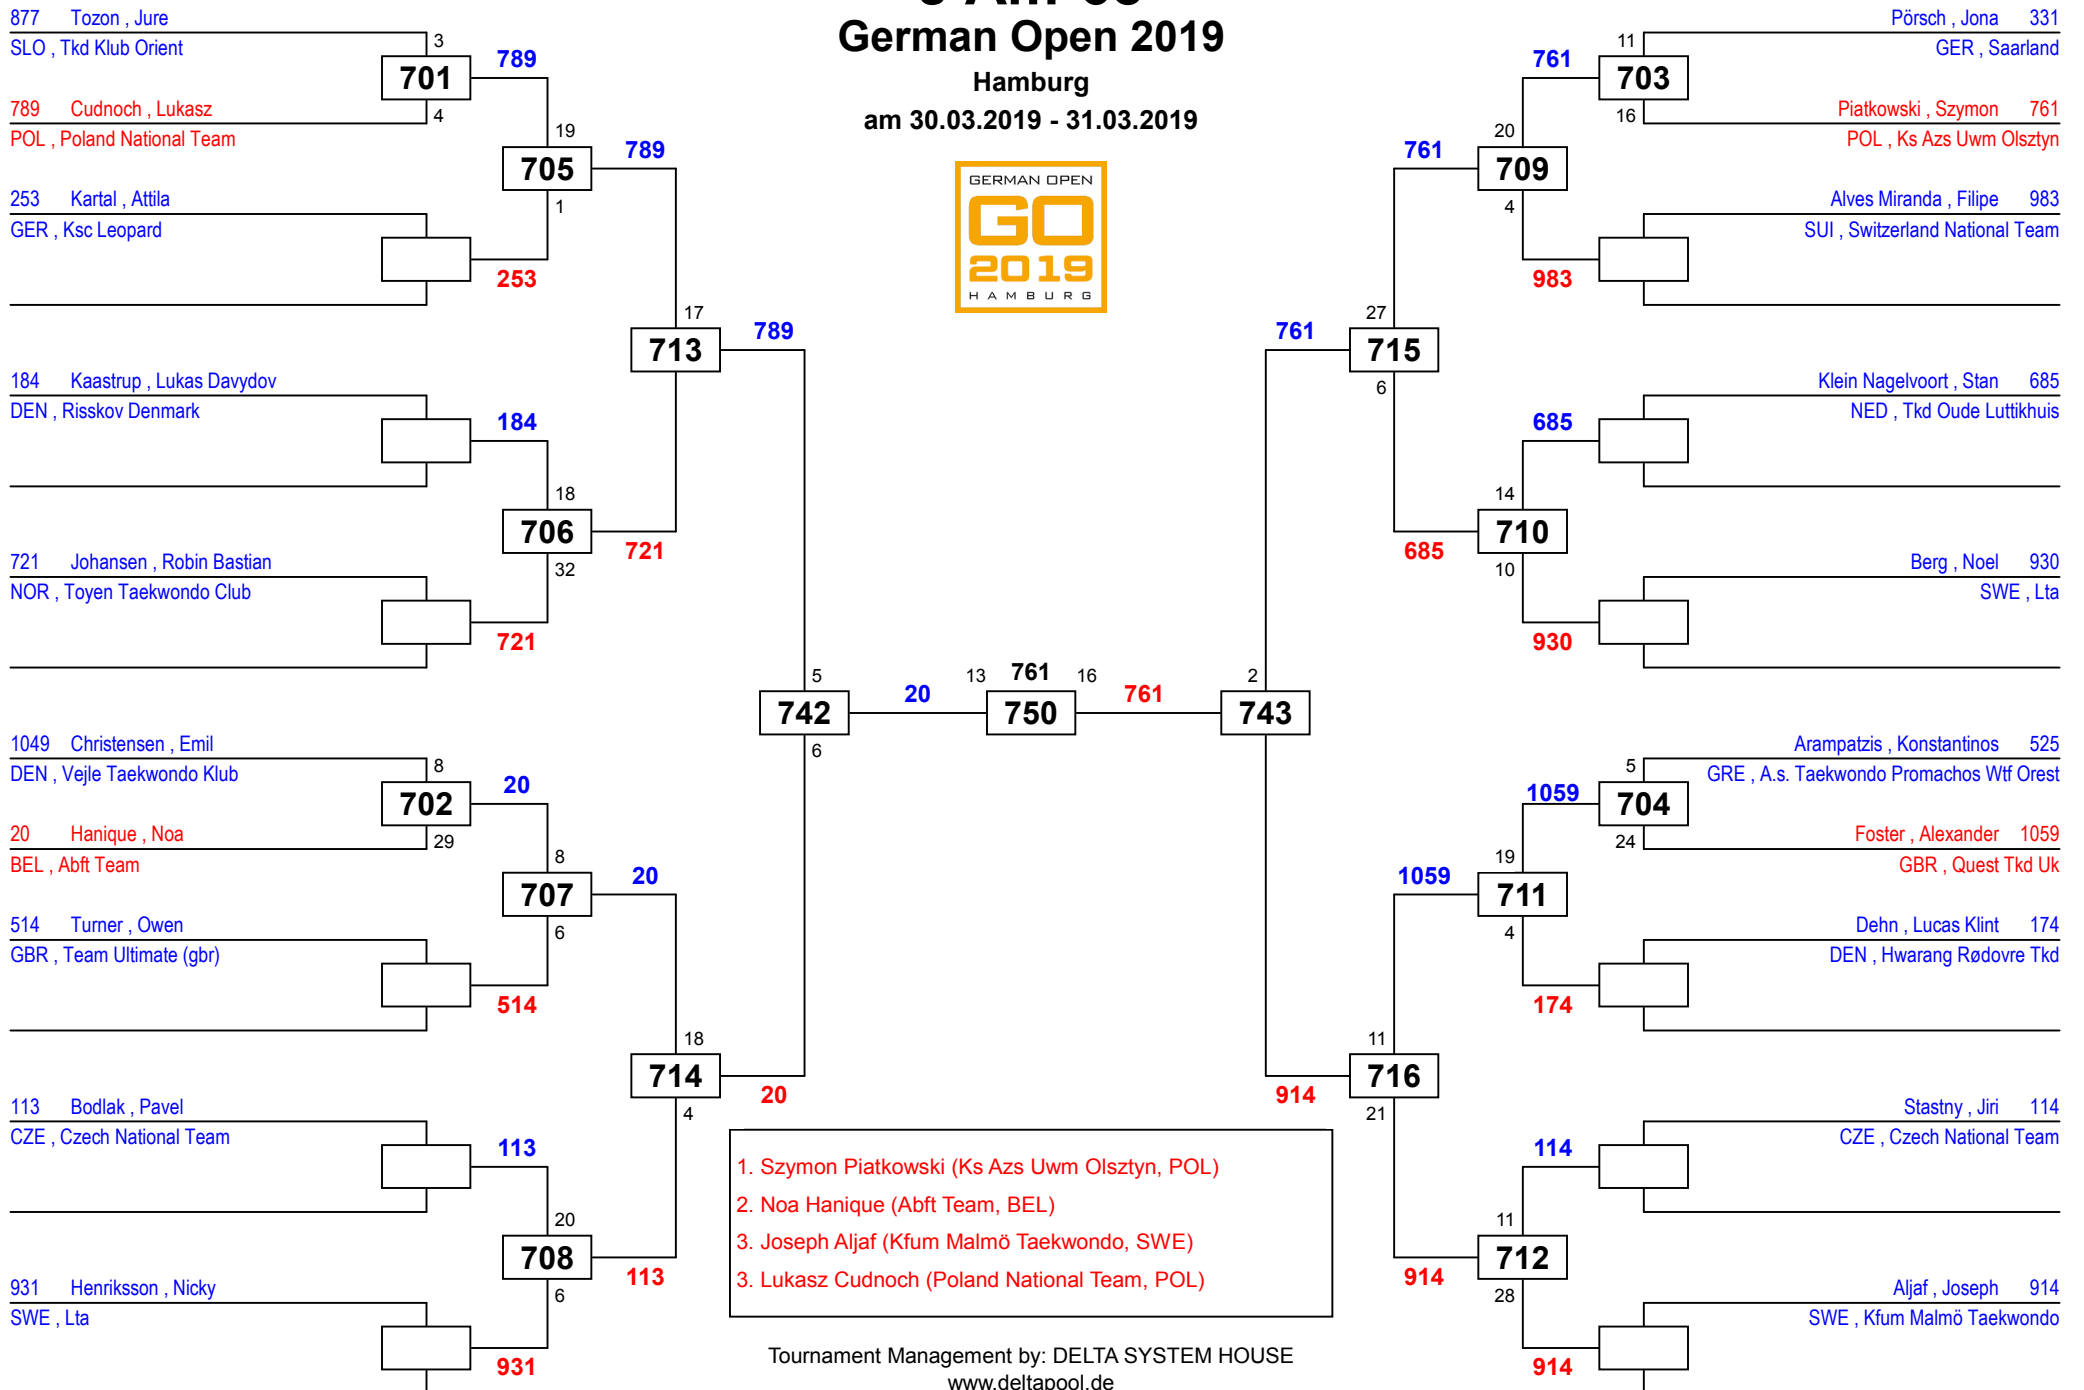 German Open 2019
Hamburg
am 30.03.2019 - 31.03.2019
GERMAN OPEN
GO
2019
HAMBURG
877 Tozon , Jure
SLO , Tkd Klub Orient
3
701
4
789
789 Cudnoch , Lukasz
POL , Poland National Team
19
705
1
789
253 Kartal , Attila
GER , Ksc Leopard
253
17
713
789
184 Kaastrup , Lukas Davydov
DEN , Risskov Denmark
184
18
706
32
721
721 Johansen , Robin Bastian
NOR , Toyen Taekwondo Club
721
5
742
6
20
13
761
16
750
761
2
743
1049 Christensen , Emil
DEN , Vejle Taekwondo Klub
8
702
29
20
20 Hanique , Noa
BEL , Abft Team
8
707
6
20
514 Turner , Owen
GBR , Team Ultimate (gbr)
514
18
714
4
20
113 Bodlak , Pavel
CZE , Czech National Team
113
20
708
6
113
931 Henriksson , Nicky
SWE , Lta
931
Pörsch , Jona 331
GER , Saarland
11
703
16
761
Piatkowski , Szymon 761
POL , Ks Azs Uwm Olsztyn
20
709
4
761
Alves Miranda , Filipe 983
SUI , Switzerland National Team
983
27
715
6
761
Klein Nagelvoort , Stan 685
NED , Tkd Oude Luttikhuis
685
14
710
10
685
Berg , Noel 930
SWE , Lta
930
Arampatzis , Konstantinos 525
GRE , A.s. Taekwondo Promachos Wtf Orest
5
704
24
1059
Foster , Alexander 1059
GBR , Quest Tkd Uk
19
711
4
1059
Dehn , Lucas Klint 174
DEN , Hwarang Rødovre Tkd
174
11
716
21
914
Stastny , Jiri 114
CZE , Czech National Team
114
11
712
28
914
Aljaf , Joseph 914
SWE , Kfum Malmö Taekwondo
914
1. Szymon Piatkowski (Ks Azs Uwm Olsztyn, POL)
2. Noa Hanique (Abft Team, BEL)
3. Joseph Aljaf (Kfum Malmö Taekwondo, SWE)
3. Lukasz Cudnoch (Poland National Team, POL)
Tournament Management by: DELTA SYSTEM HOUSE
www.deltapool.de